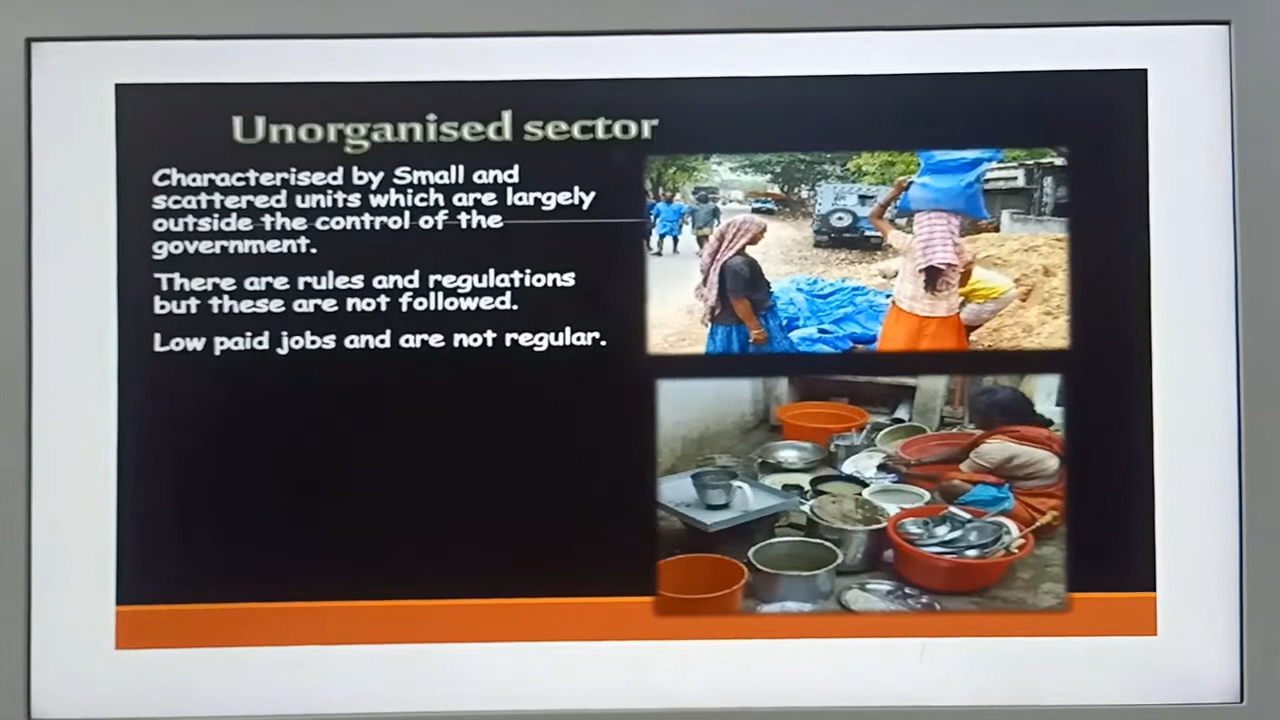 Unorganised sector
Characterised by Small and
scattered units which are largely
outside the control of the
government.
There are rules and regulations
but these are not followed.
Low paid jobs and are not regular.